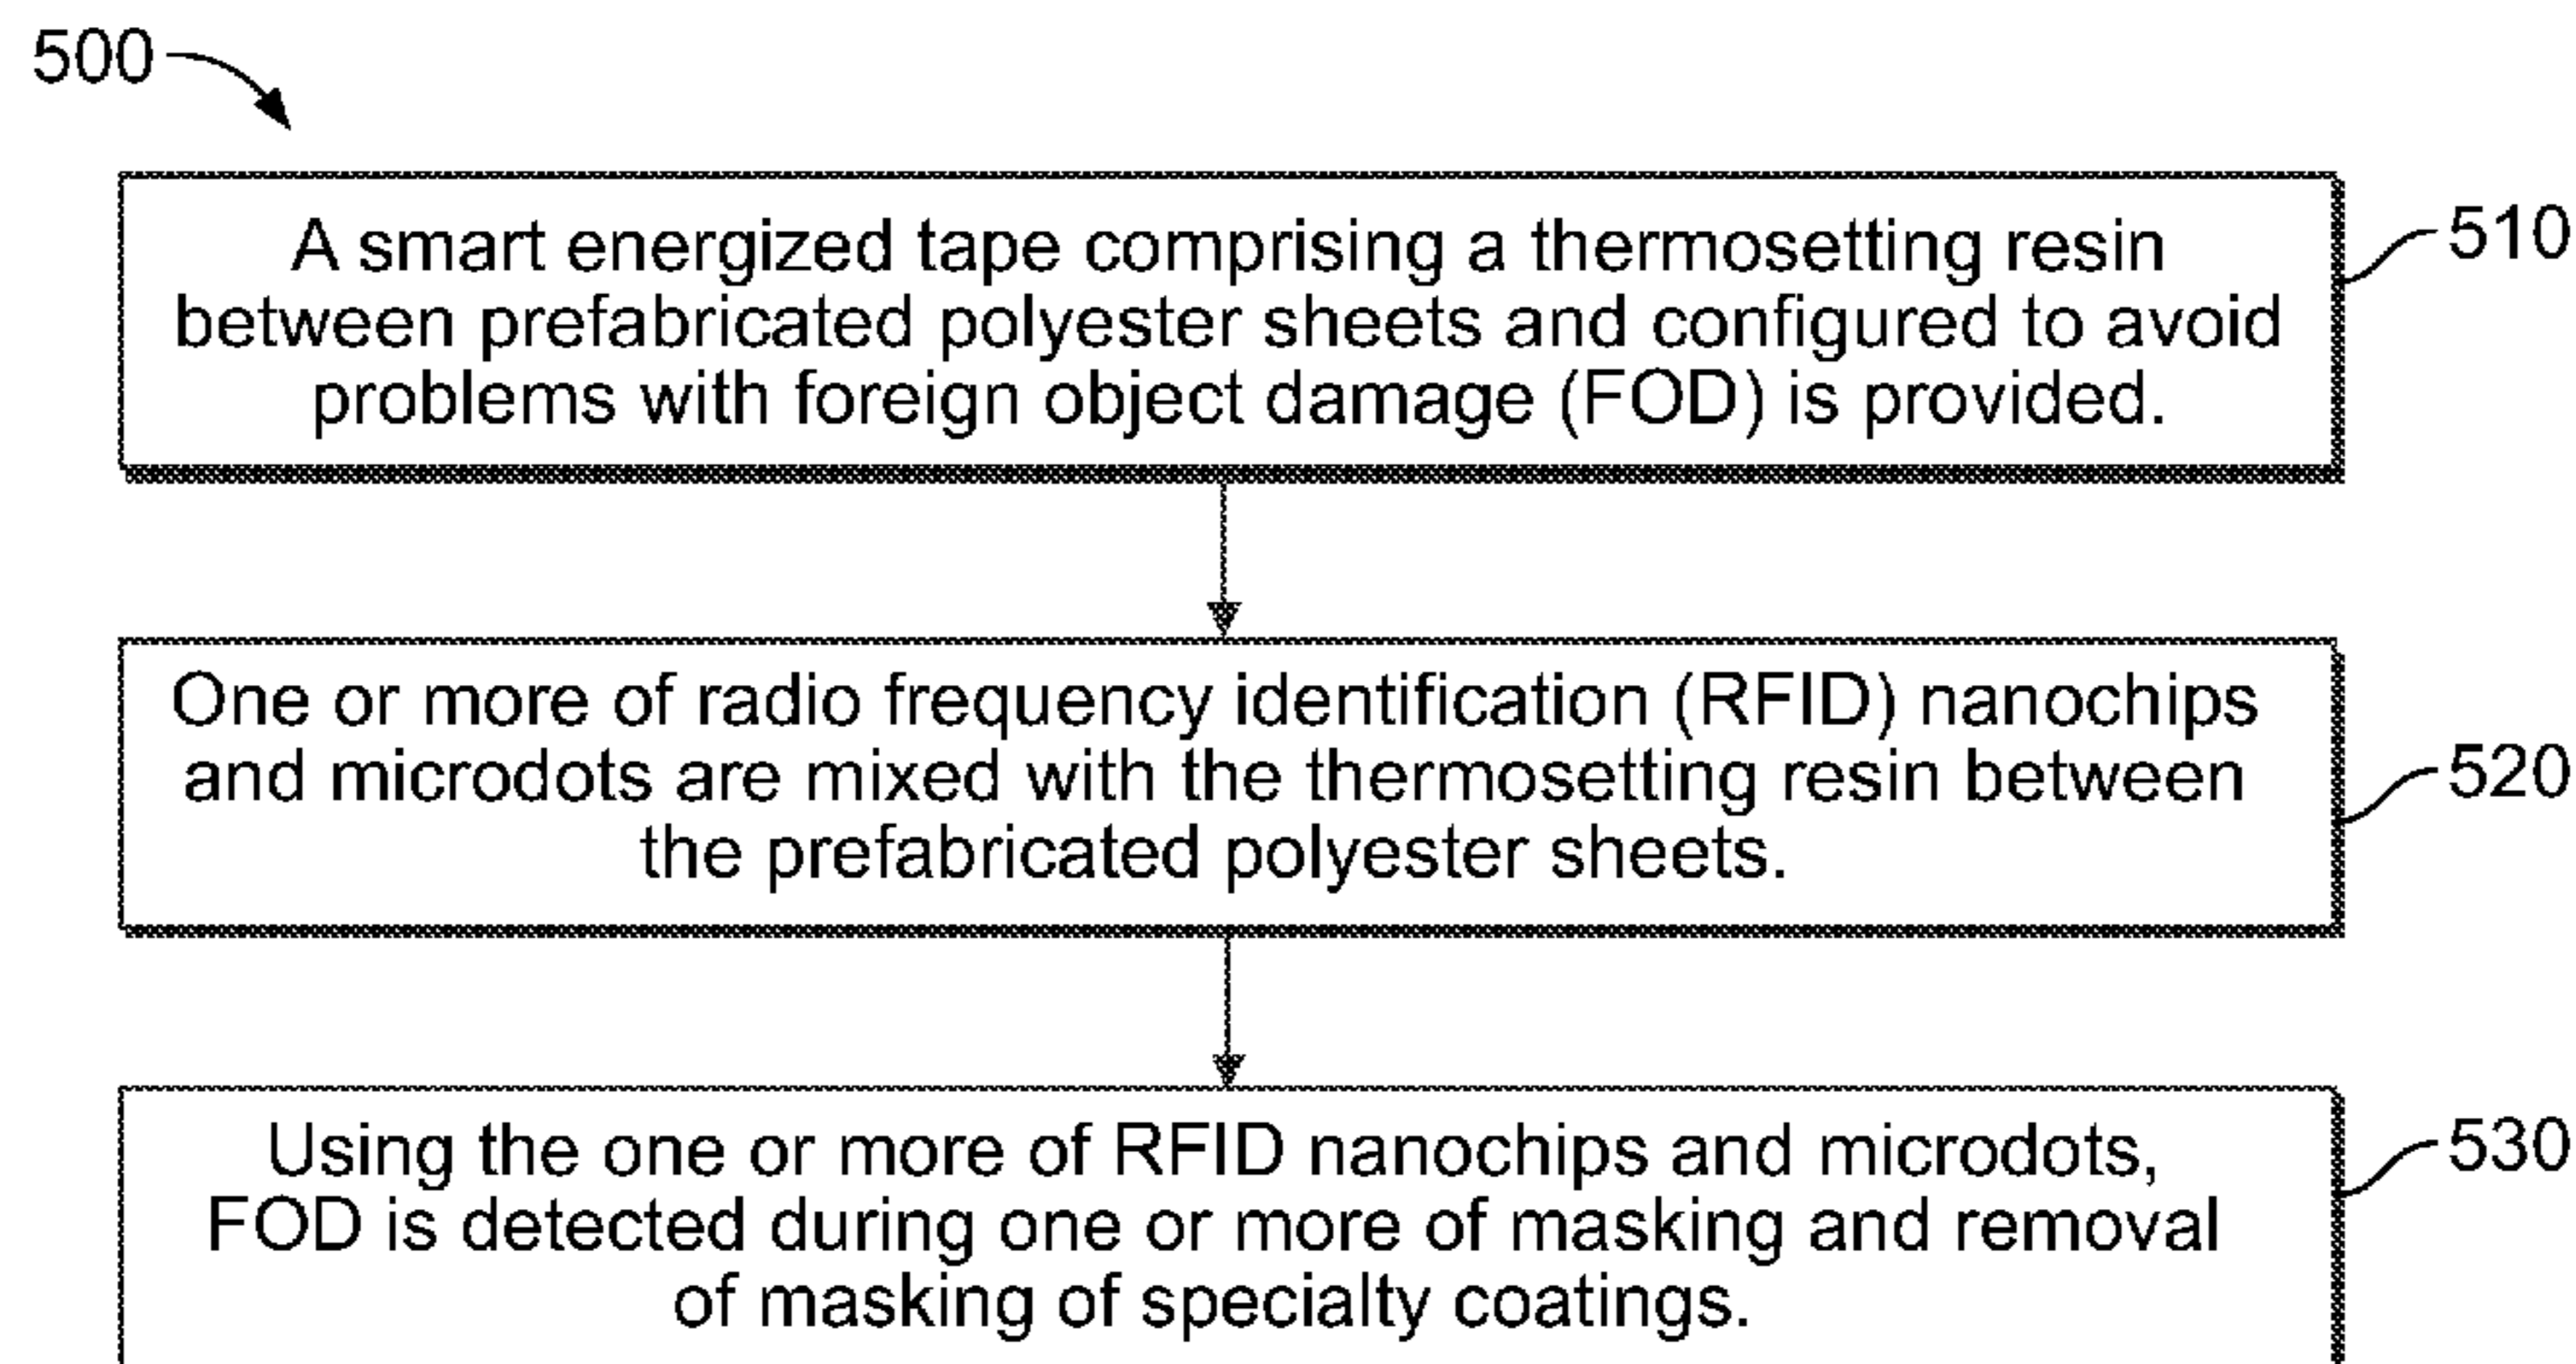 500
A smart energized tape comprising a thermosetting resin
between prefabricated polyester sheets and configured to avoid
problems with foreign object damage (FOD) is provided.
510
One or more of radio frequency identification (RFID) nanochips
and microdots are mixed with the thermosetting resin between
the prefabricated polyester sheets.
520
Using the one or more of RFID nanochips and microdots,
FOD is detected during one or more of masking and removal
of masking of specialty coatings.
530